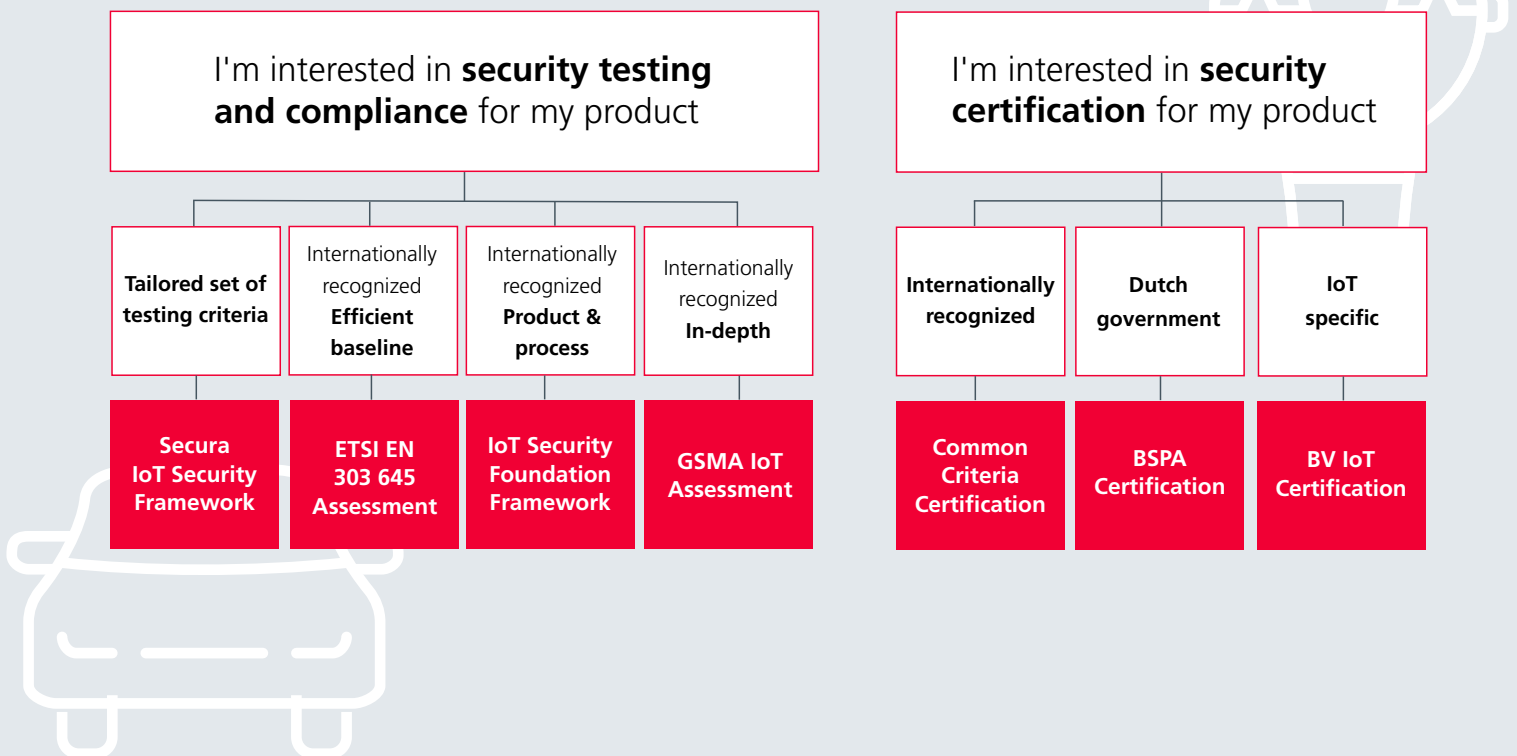 I'm interested in security testing
and compliance for my product
I'm interested in security
certification for my product
Tailored set of
testing criteria
Internationally
recognized
Efficient
baseline
Internationally
recognized
Product &
process
Internationally
recognized
In-depth
Internationally
recognized
Dutch
government
IoT
specific
Secura
IoT Security
Framework
ETSI EN
303 645
Assessment
IoT Security
Foundation
Framework
GSMA IoT
Assessment
Common
Criteria
Certification
BSPA
Certification
BV IoT
Certification